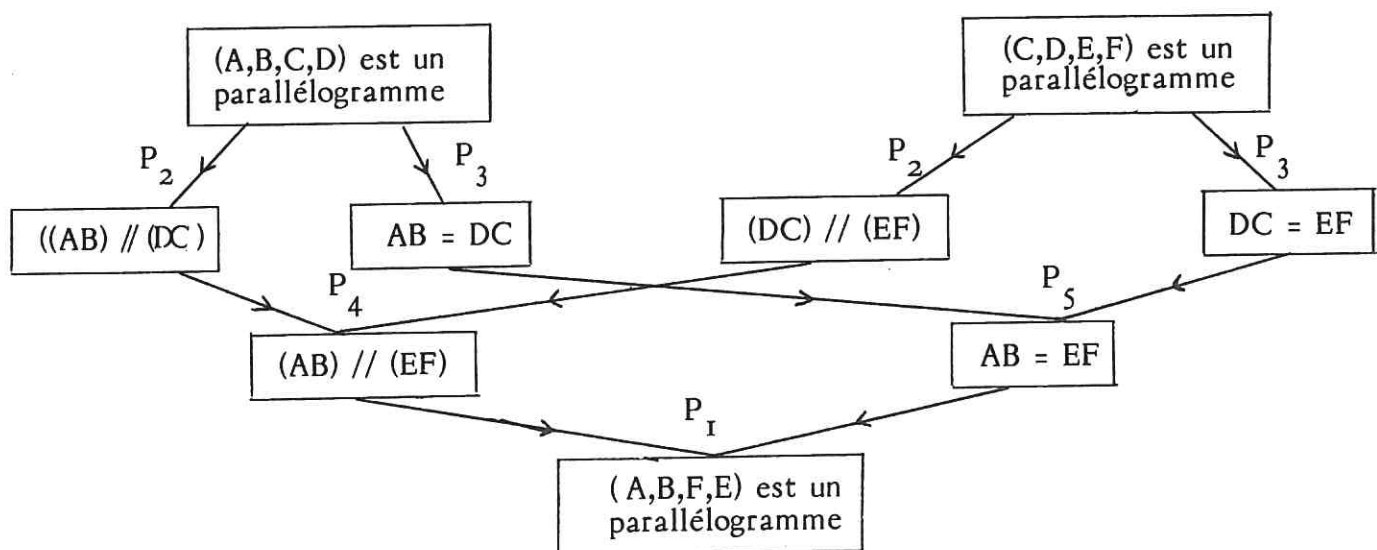 (A,B,C,D) est un
parallélogramme
(C,D,E,F) est un
parallélogramme
P2
P3
P2
P3
((AB) // (DC)
AB = DC
(DC) // (EF)
DC = EF
P4
P5
(AB) // (EF)
AB = EF
PI
(A,B,F,E) est un
parallélogramme